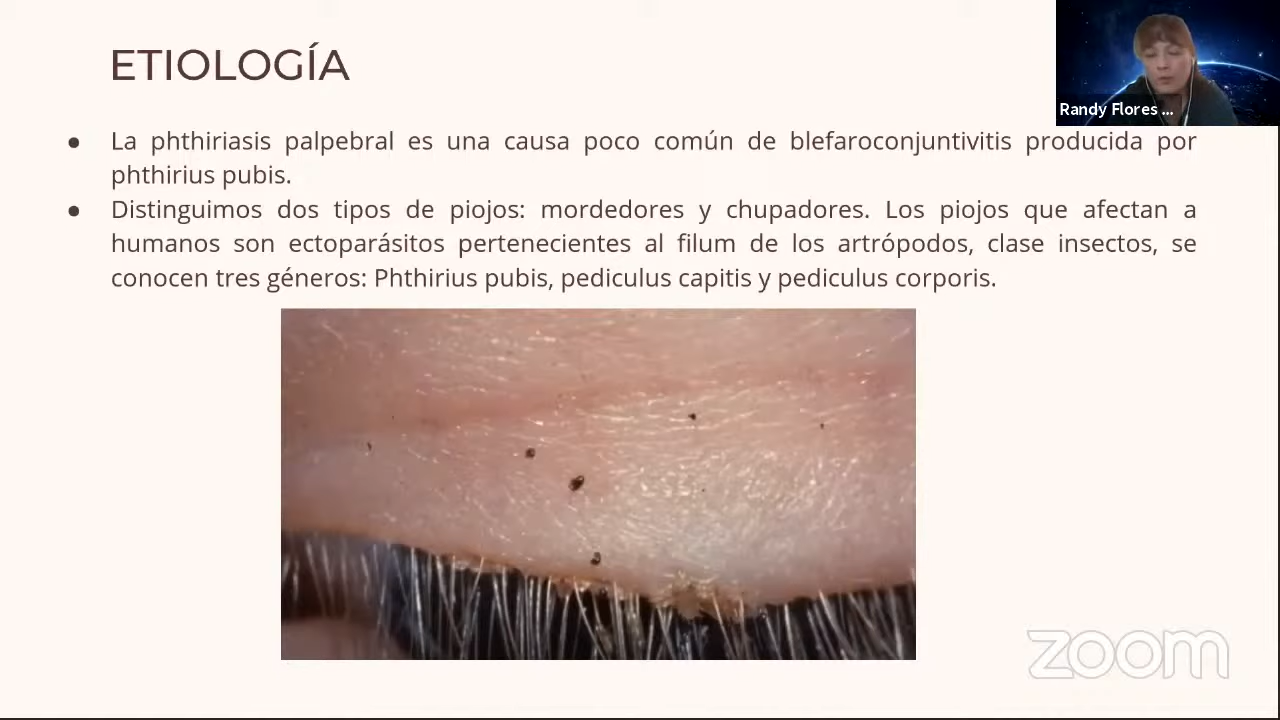 ETIOLOGÍA
Randy Flores ...
● La phthiriasis palpebral es una causa poco común de blefaroconjuntivitis producida por
phthirius pubis.
● Distinguimos dos tipos de piojos: mordedores y chupadores. Los piojos que afectan a
humanos son ectoparásitos pertenecientes al filum de los artrópodos, clase insectos, se
conocen tres géneros: Phthirius pubis, pediculus capitis y pediculus corporis.
zoom